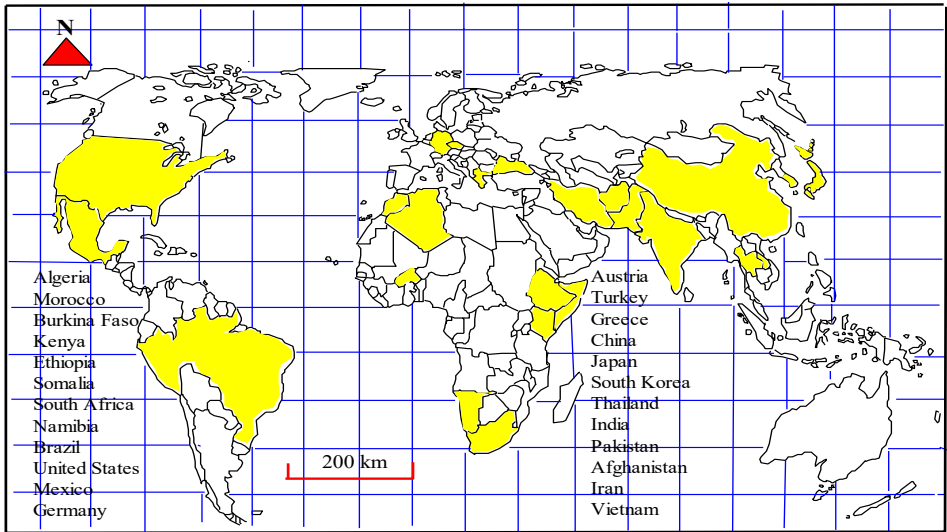 N
Algeria
Morocco
Burkina Faso
Kenya
Ethiopia
Somalia
South Africa
Namibia
Brazil
United States
Mexico
Germany
200 km
Austria
Turkey
Greece
China
Japan
South Korea
Thailand
India
Pakistan
Afghanistan
Iran
Vietnam